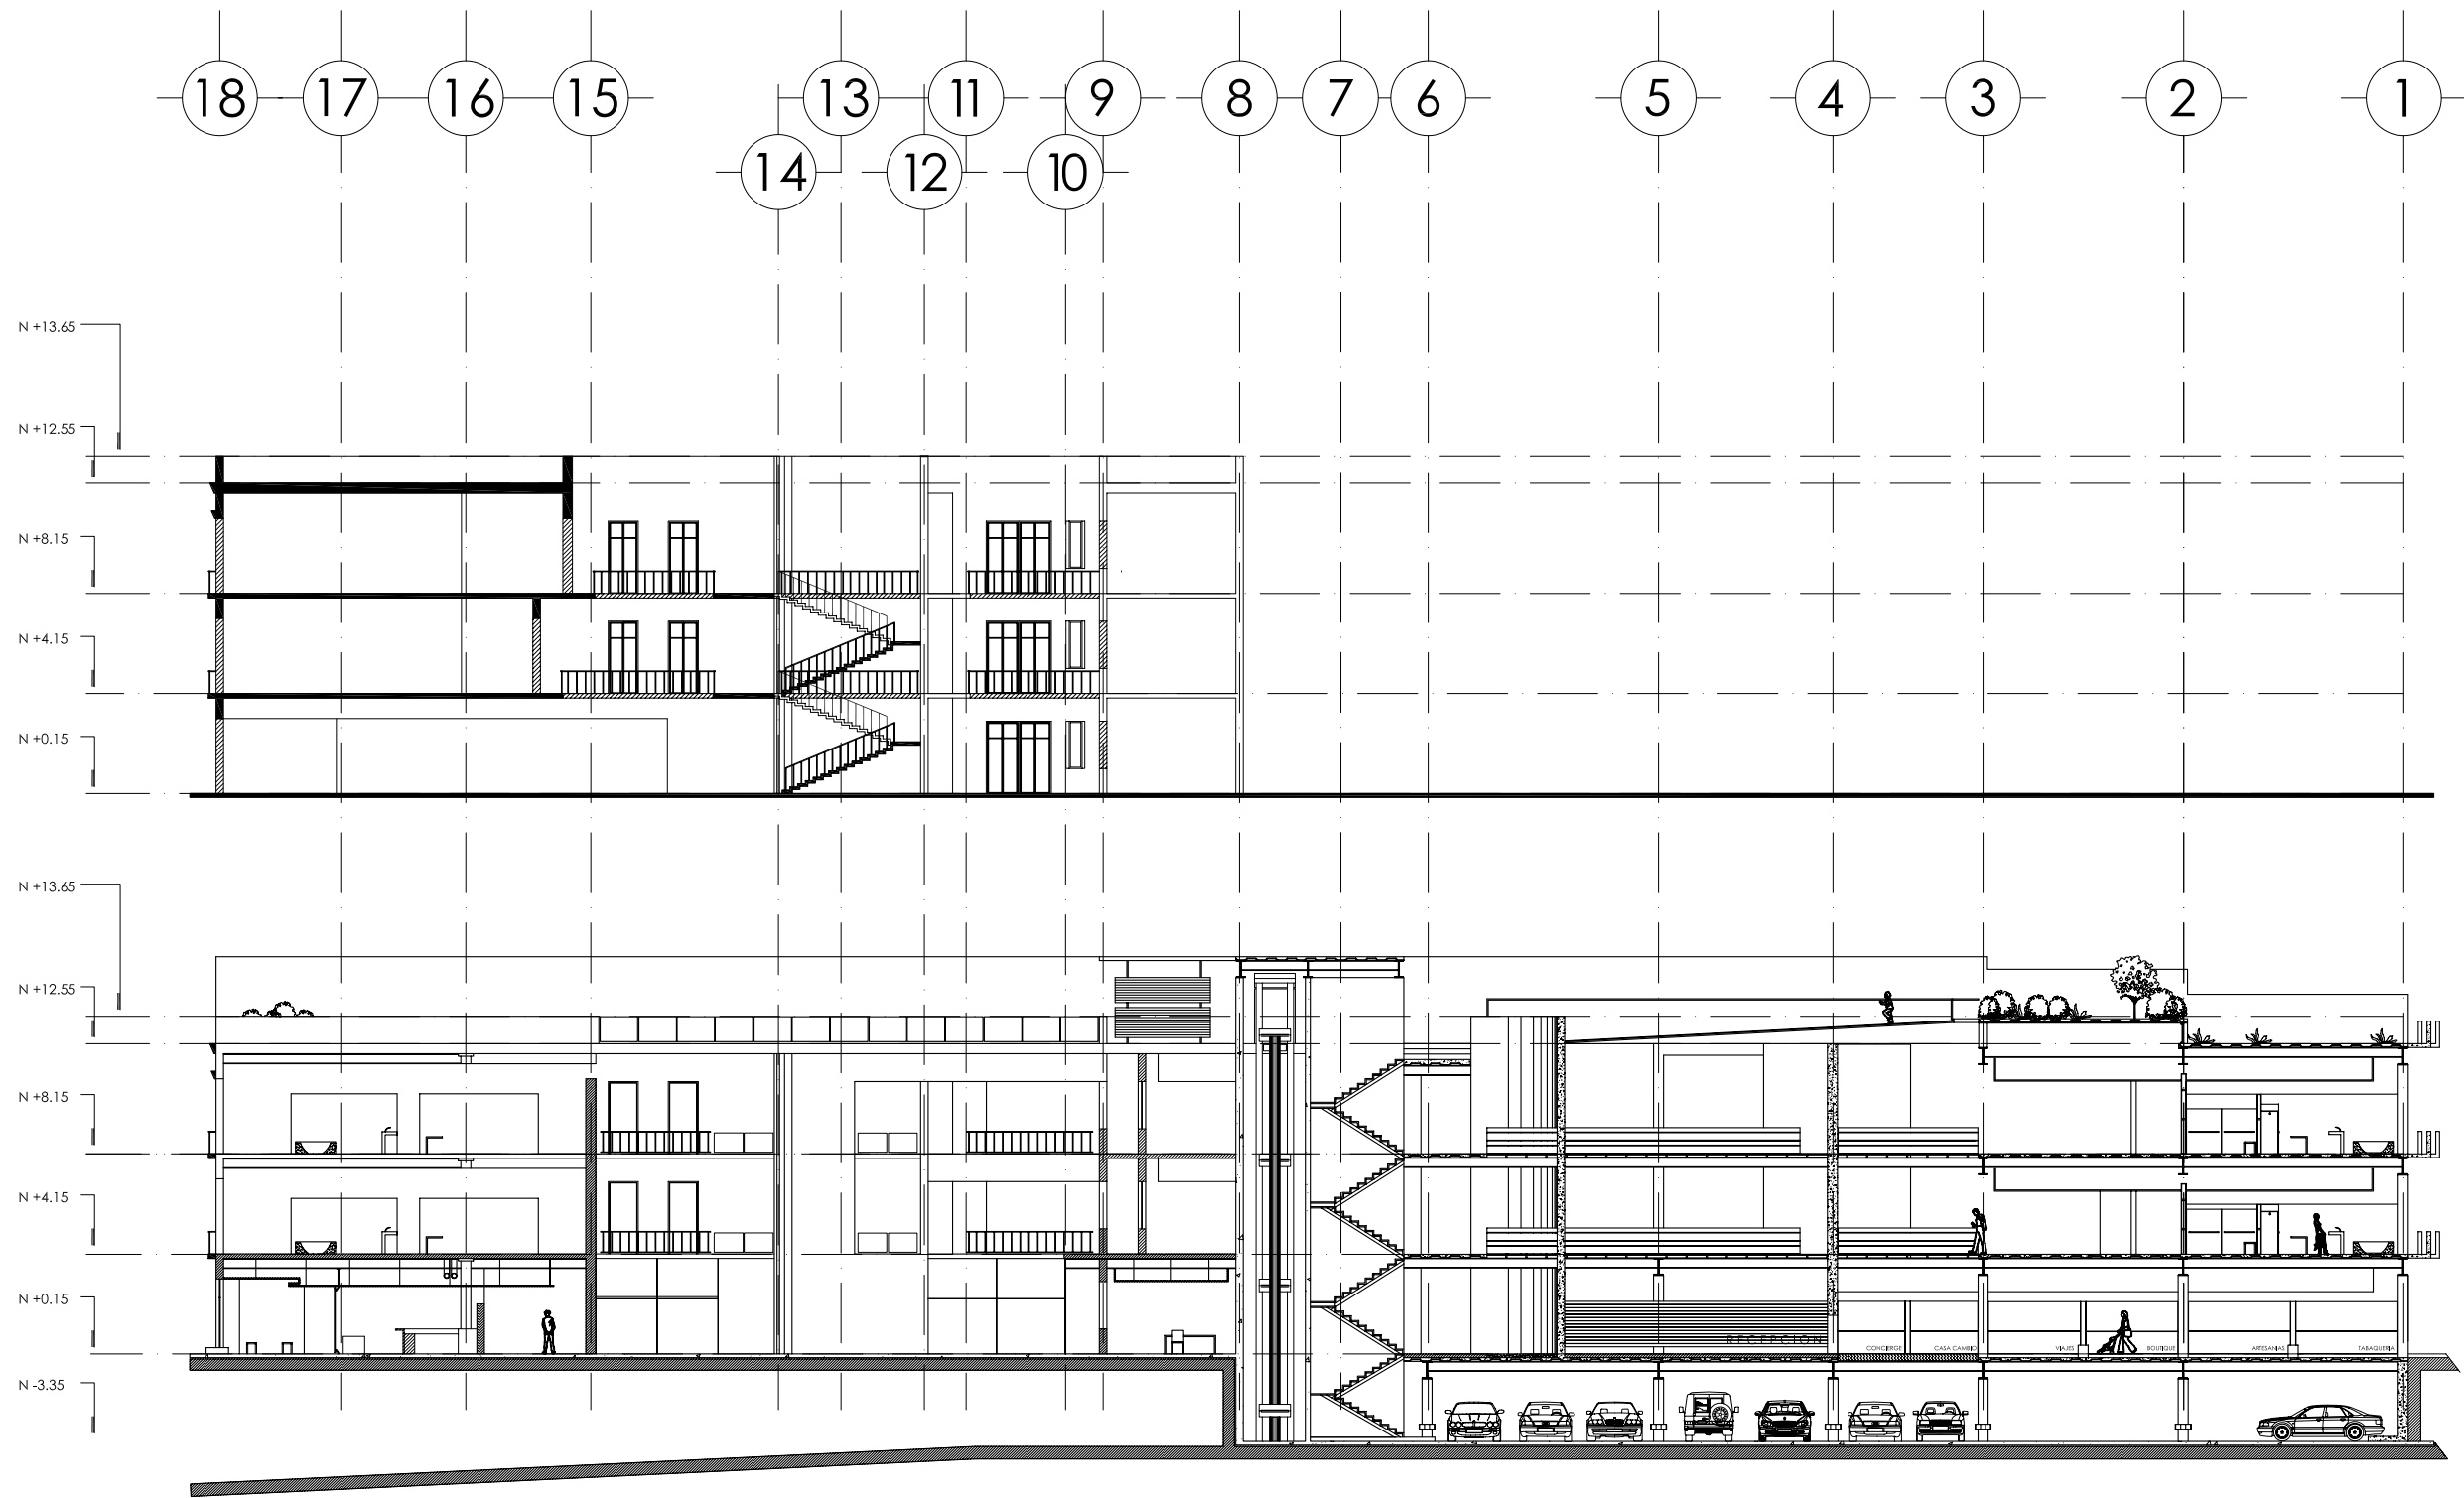 18 17 16 15 13 11 9 8 7 6 5 4 3 2 1
14 12 10
N +13.65
N +12.55
N +8.15
N +4.15
N +0.15
N +13.65
N +12.55
N +8.15
N +4.15
N +0.15
RECEPCION
CONCIERGE CASA CAMBIO VIAJES BOUTIQUE ARTESANIAS TABAQUERIA
N -3.35